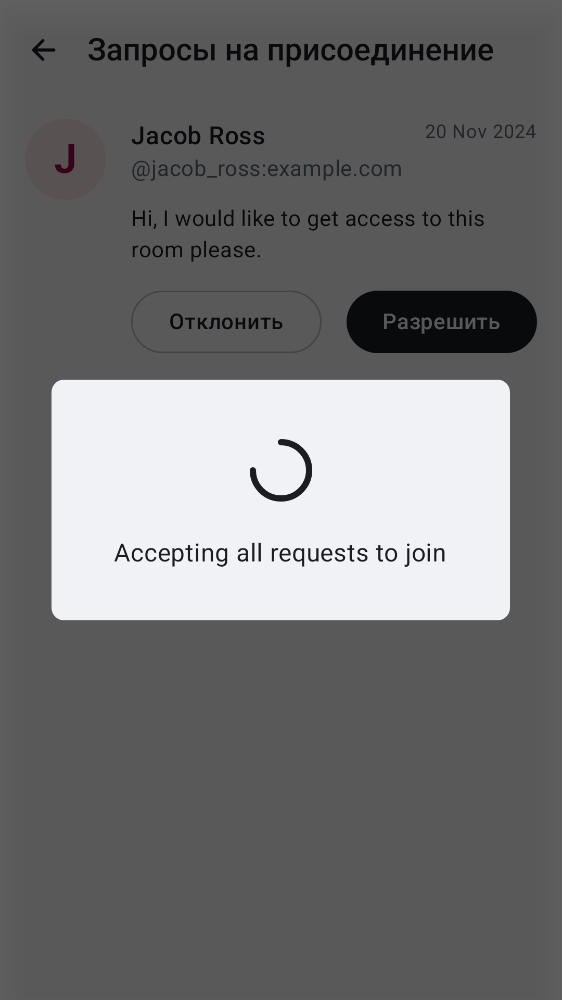 Запросы на присоединение
J
Jacob Ross
20 Nov 2024
@jacob_ross:example.com
Hi, I would like to get access to this
room please.
Отклонить
Разрешить
Accepting all requests to join